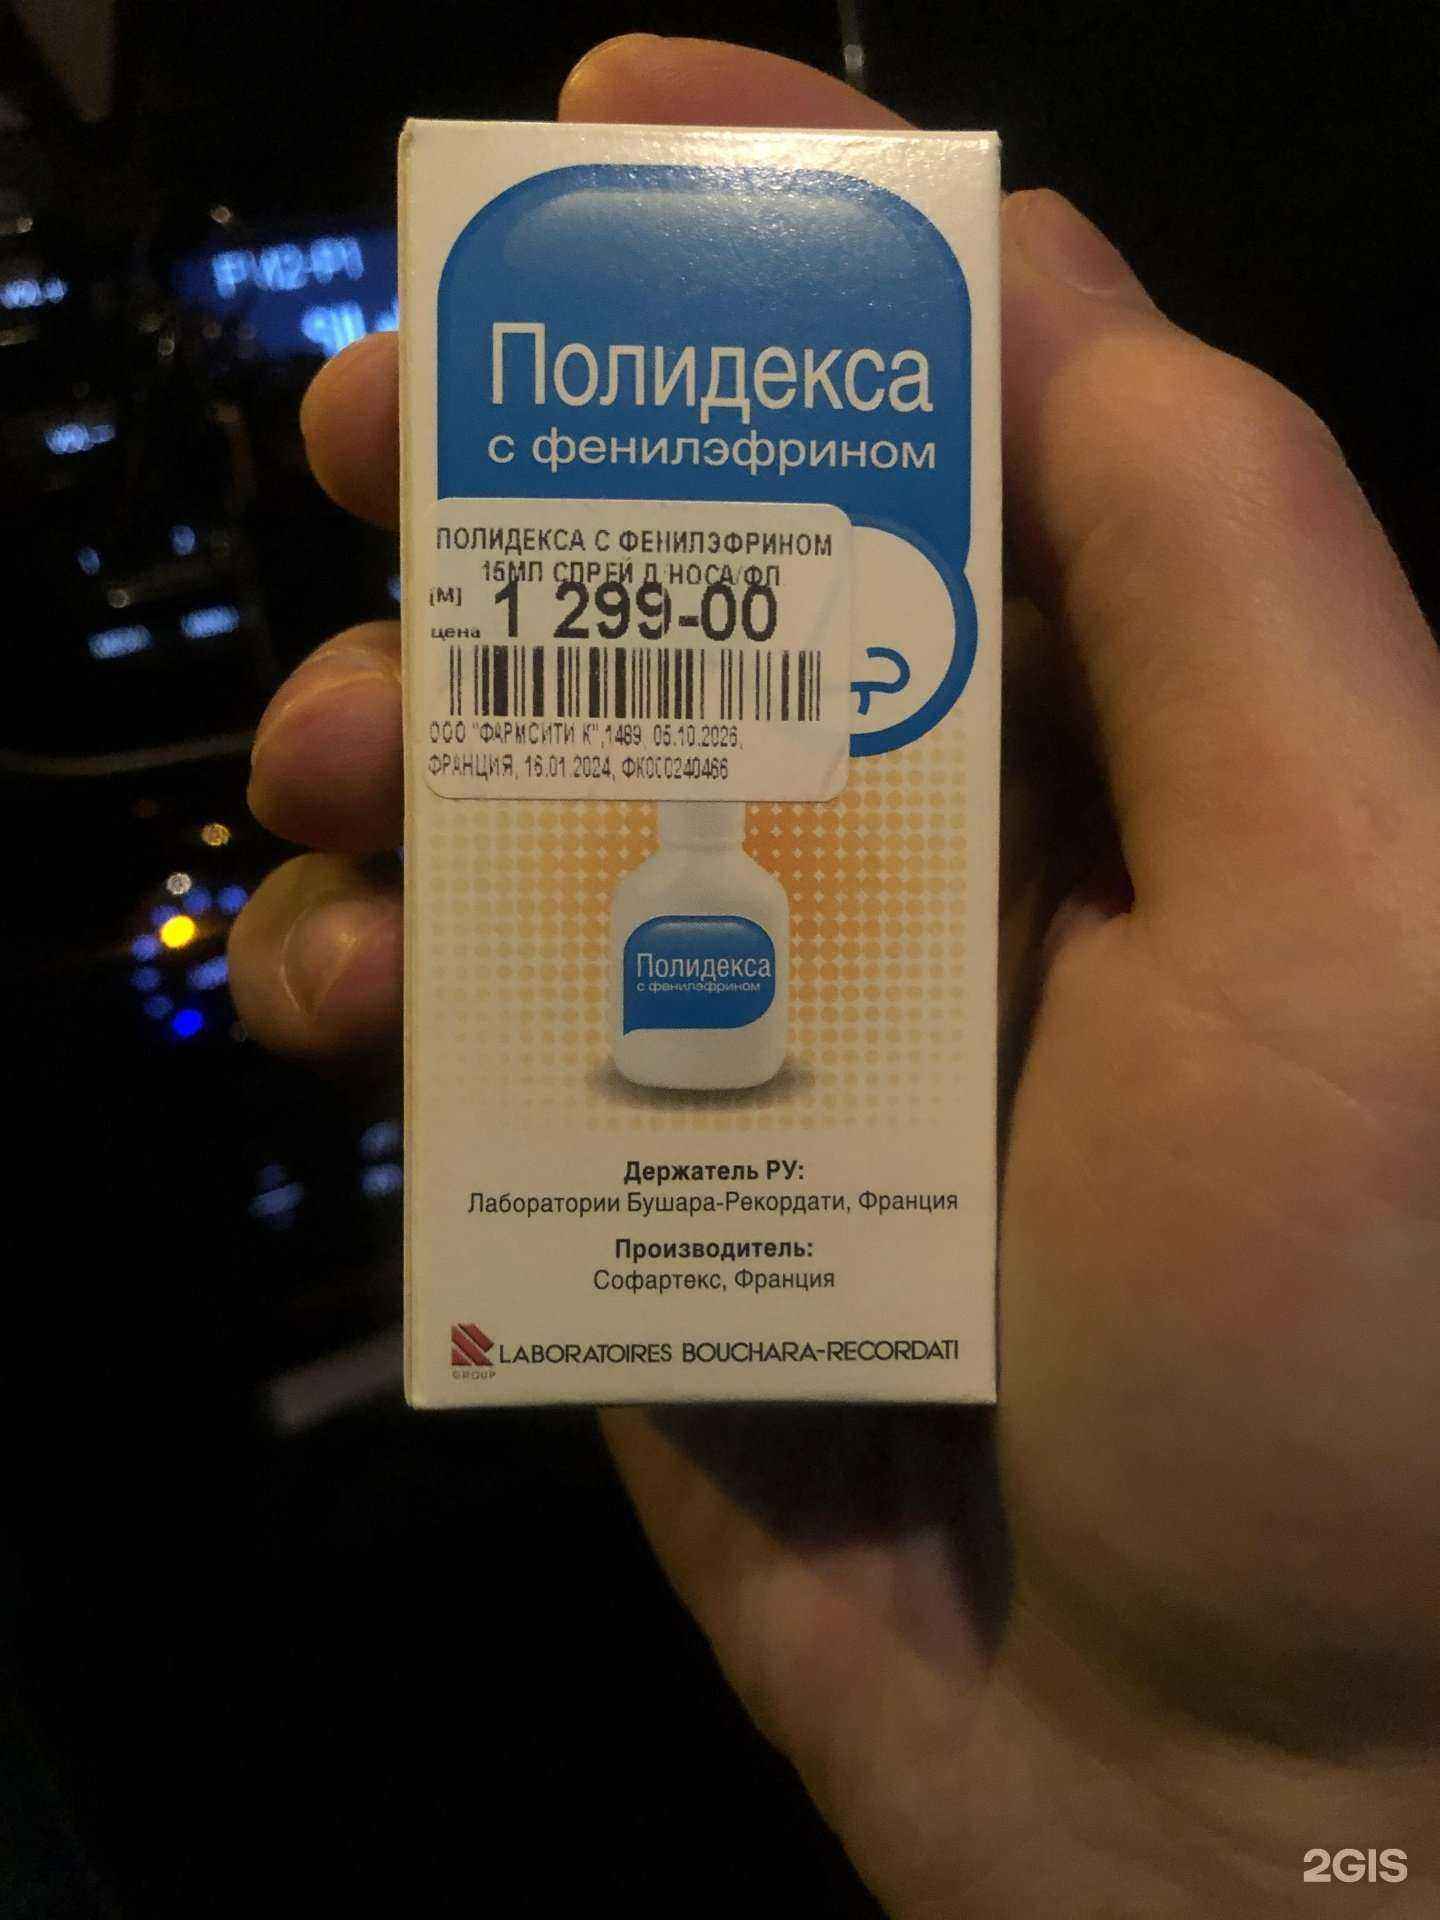 Полидекса
с фенилэфрином
ПОЛИДЕКСА С ФЕНИЛЭФРИНОМ
15МЛ СПРЕЙ Д/НОСА/ФЛ
[М]
цена 1 299-00
ООО "ФАРМСИТИ К",1489, 05.10.2026,
ФРАНЦИЯ, 16.01.2024, ФК000240466
Полидекса
с фенилэфрином
Держатель РУ:
Лаборатории Бушара-Рекордати, Франция
Производитель:
Софартекс, Франция
LABORATOIRES BOUCHARA-RECORDATI
GROUP
2GIS